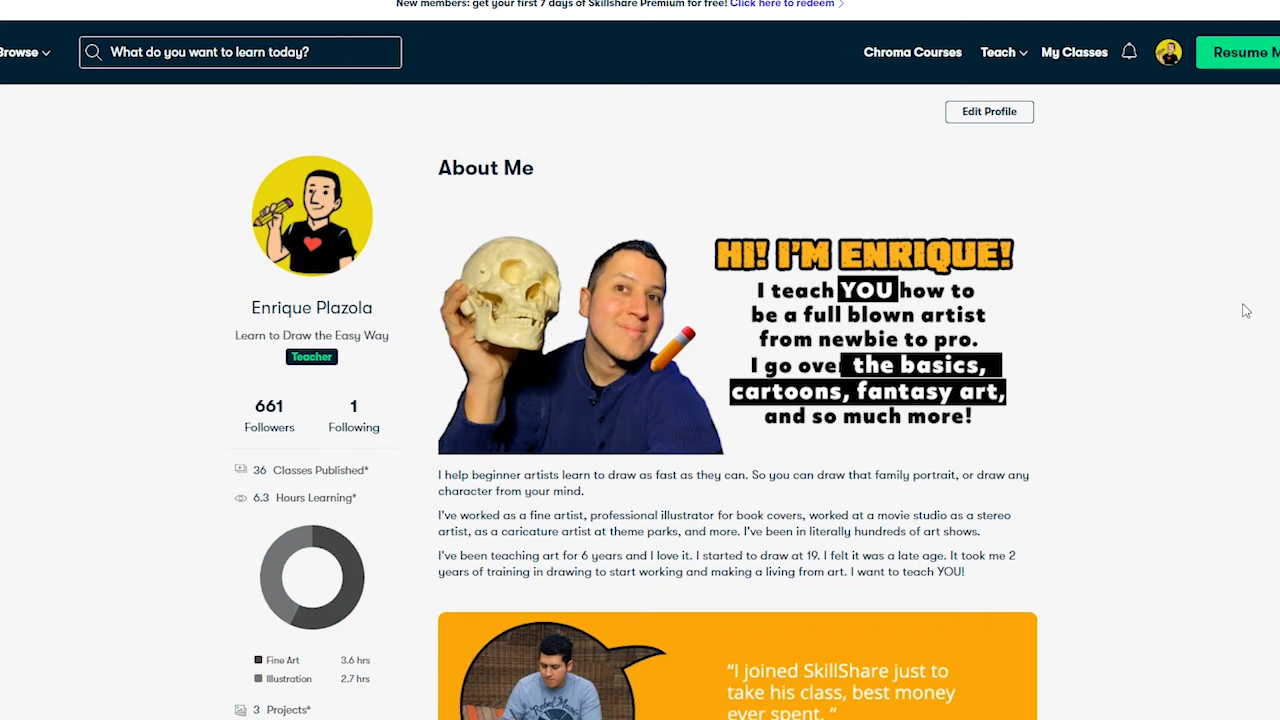 New members: get your first 7 days of Skillshare Premium for free! Click here to redeem
Browse
What do you want to learn today?
Chroma Courses
Teach
My Classes
Resume M
Edit Profile
Enrique Plazola
Learn to Draw the Easy Way
Teacher
661
Followers
1
Following
36 Classes Published*
6.3 Hours Learning*
Fine Art 3.6 hrs
Illustration 2.7 hrs
3 Projects*
About Me
HI! I'M ENRIQUE!
I teach YOU how to
be a full blown artist
from newbie to pro.
I go over the basics,
cartoons, fantasy art,
and so much more!
I help beginner artists learn to draw as fast as they can. So you can draw that family portrait, or draw any
character from your mind.
I've worked as a fine artist, professional illustrator for book covers, worked at a movie studio as a stereo
artist, as a caricature artist at theme parks, and more. I've been in literally hundreds of art shows.
I've been teaching art for 6 years and I love it. I started to draw at 19. I felt it was a late age. It took me 2
years of training in drawing to start working and making a living from art. I want to teach YOU!
"I joined SkillShare just to
take his class, best money
ever spent. "